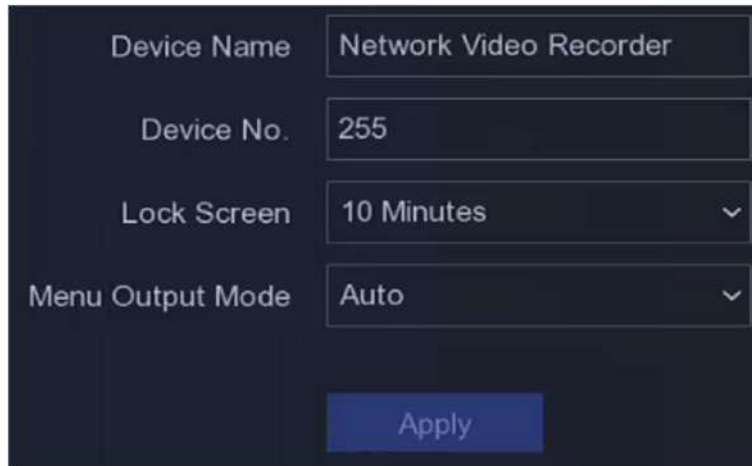 Device Name Network Video Recorder
Device No. 255
Lock Screen 10 Minutes
Menu Output Mode Auto
Apply